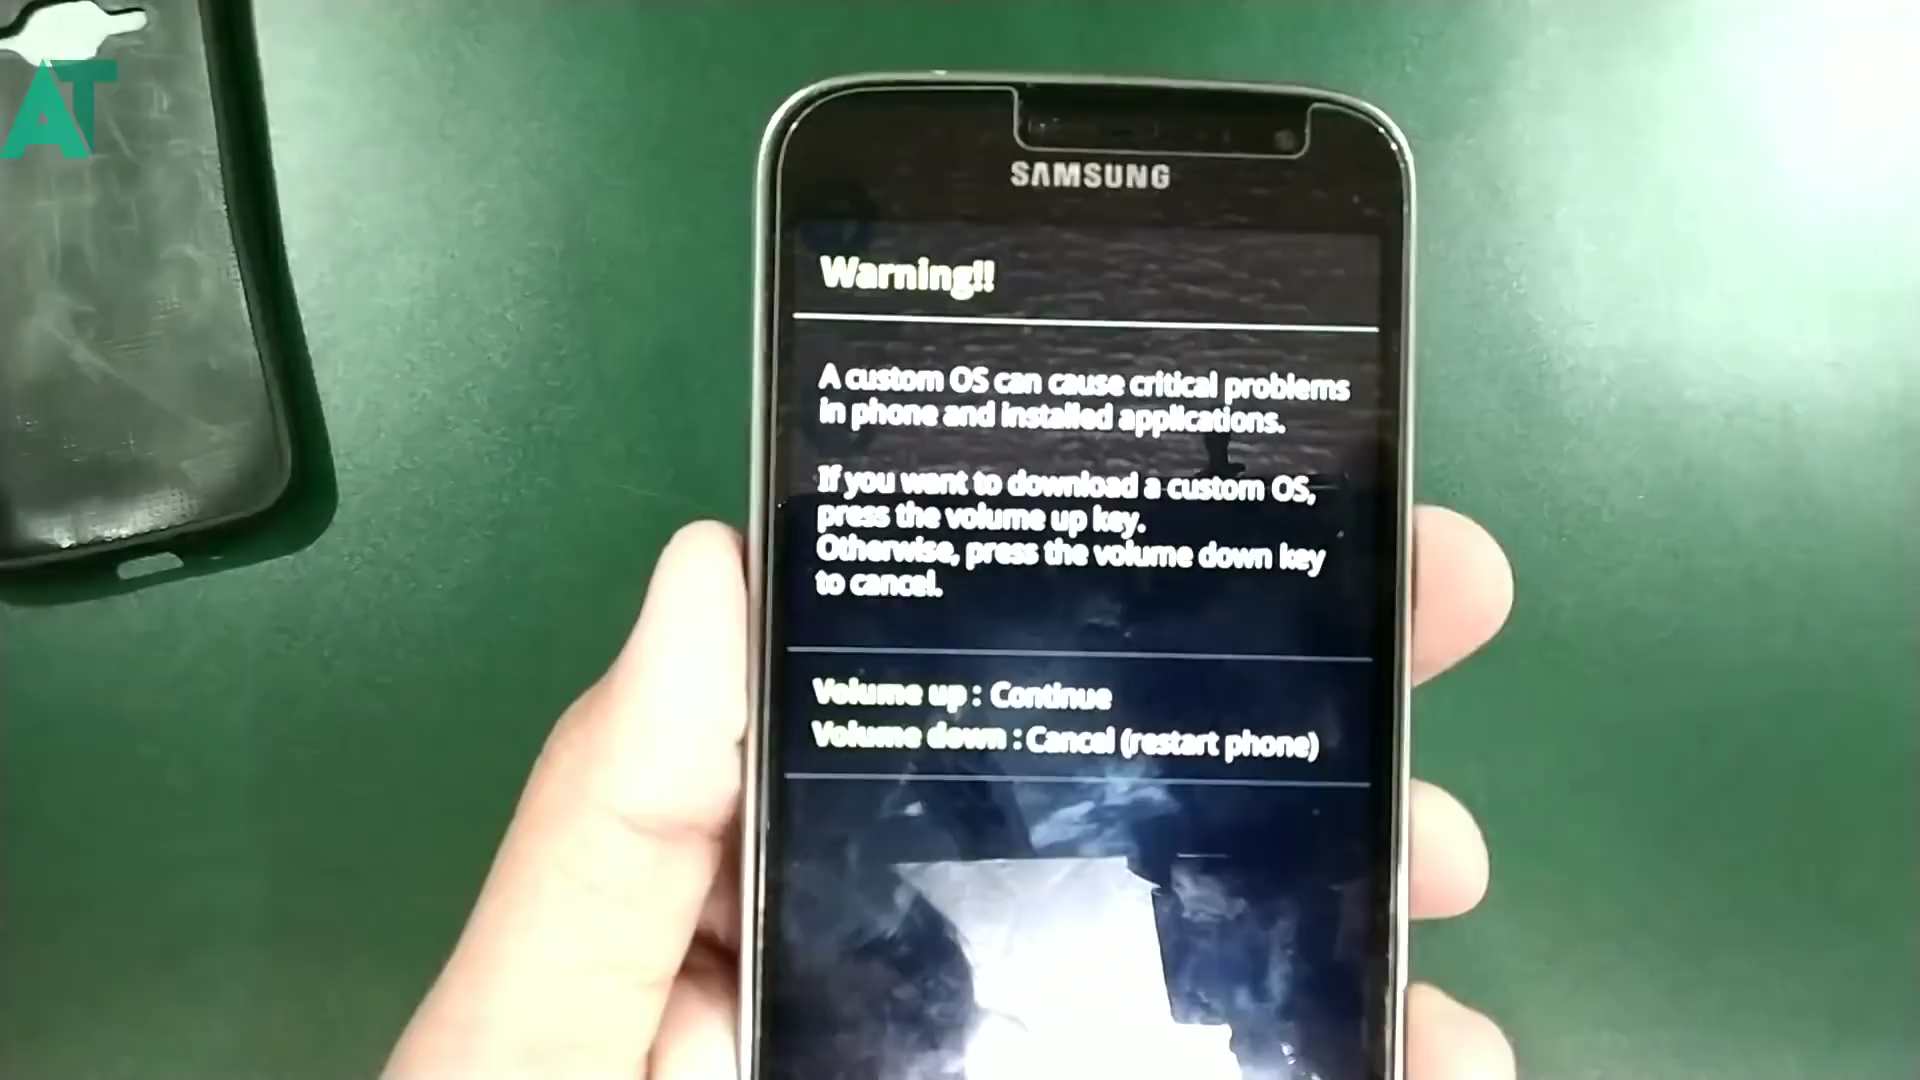 AT
SAMSUNG
Warning!!
A custom OS can cause critical problems
in phone and installed applications.
If you want to download a custom OS,
press the volume up key.
Otherwise, press the volume down key
to cancel.
Volume up : Continue
Volume down : Cancel (restart phone)